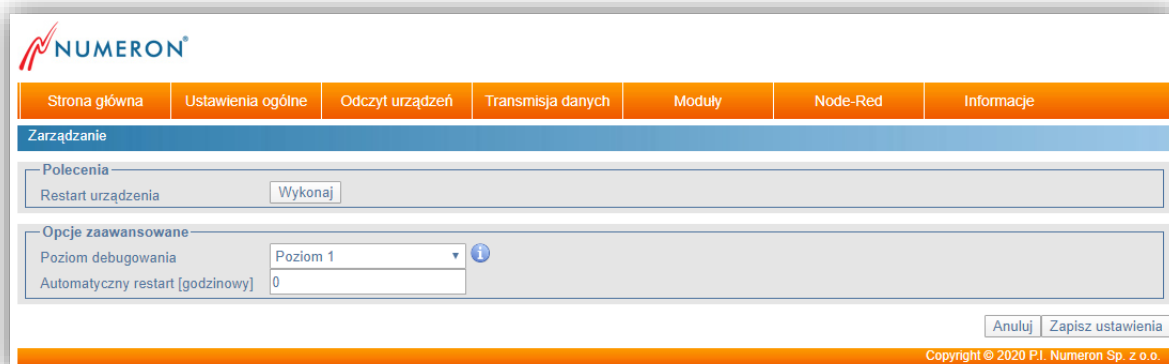 NUMERON®
Strona główna Ustawienia ogólne Odczyt urządzeń Transmisja danych Moduły Node-Red Informacje
Zarządzanie
Polecenia
Restart urządzenia Wykonaj
Opcje zaawansowane
Poziom debugowania Poziom 1
Automatyczny restart [godzinowy] 0
Anuluj Zapisz ustawienia
Copyright © 2020 P.I. Numeron Sp. z o.o.